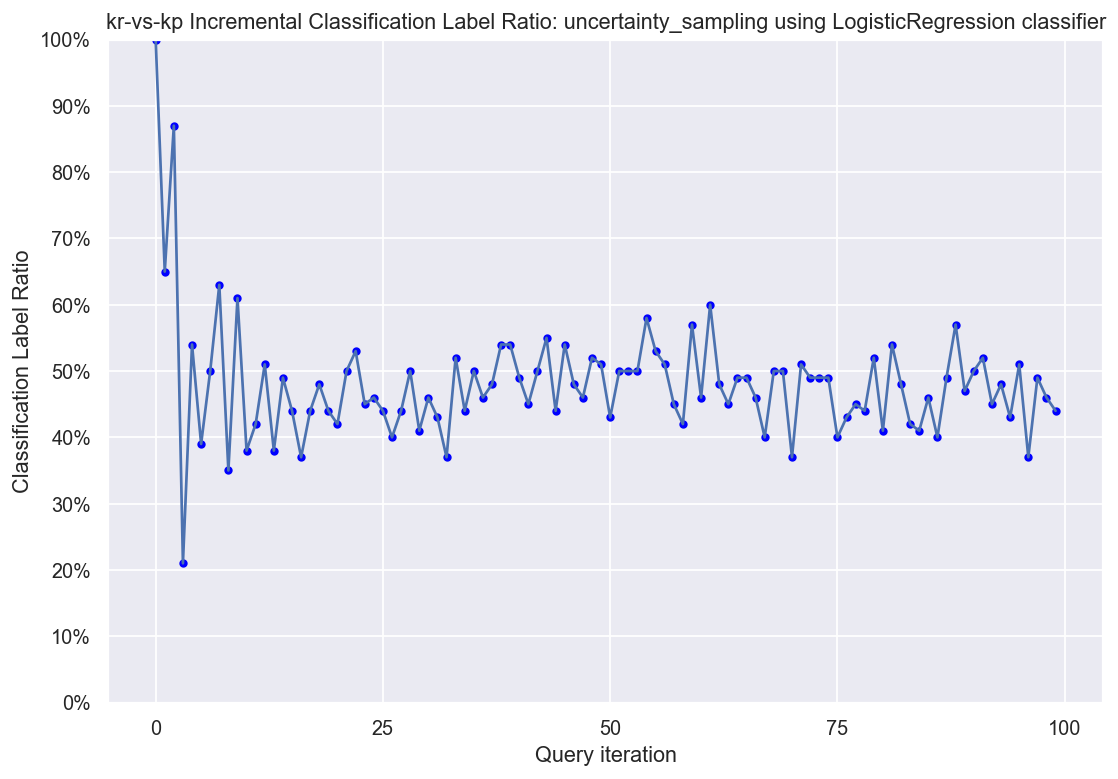 kr-vs-kp Incremental Classification Label Ratio: uncertainty_sampling using LogisticRegression classifier
100%
90%
80%
70%
60%
50%
40%
30%
20%
10%
0%
Classification Label Ratio
0 25 50 75 100
Query iteration